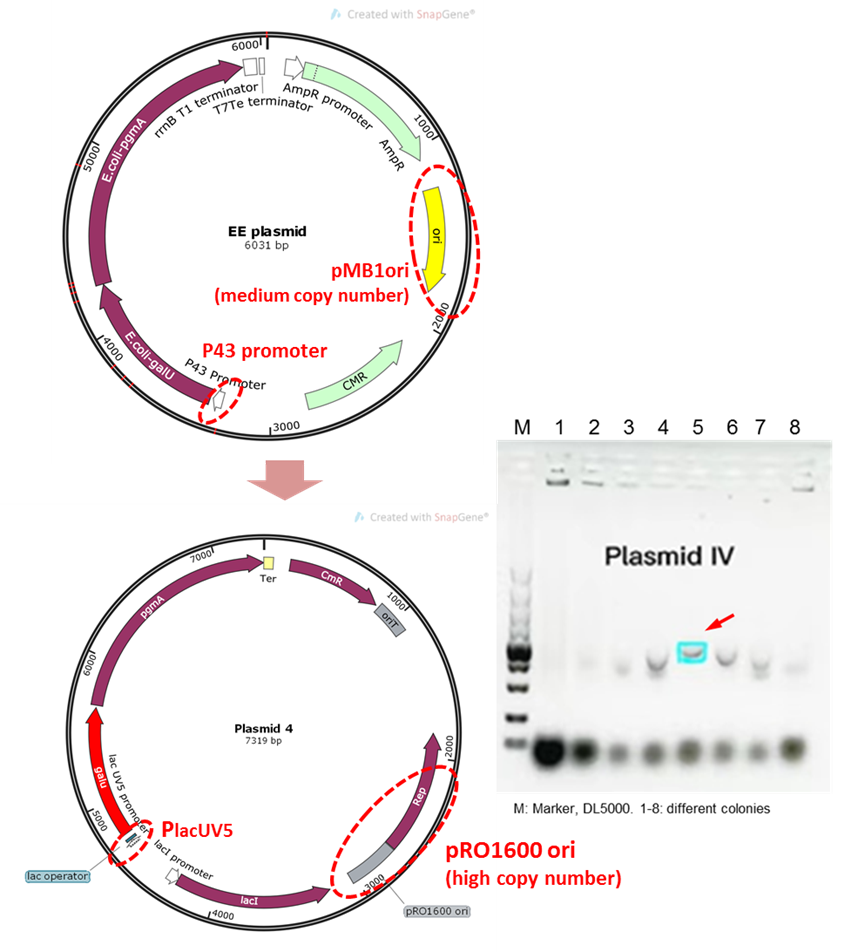 Created with SnapGene®
6000
rrnB T1 terminator
T7Te terminator
AmpR promoter
AmpR
1000
E.coli-pgmA
5000
ori
EE plasmid
6031 bp
pMB1ori
(medium copy number)
2000
4000
E.coli-galU
P43 promoter
P43 Promoter
CMR
3000
M 1 2 3 4 5 6 7 8
Plasmid IV
M: Marker, DL5000. 1-8: different colonies
Created with SnapGene®
7000
Ter
CmR
1000
oriT
pgmA
6000
Plasmid 4
7319 bp
2000
galu
lac UV5 promoter
Rep
5000
PlacUV5
lac operator
lacI promoter
pRO1600 ori
(high copy number)
3000
lacI
4000
pRO1600 ori